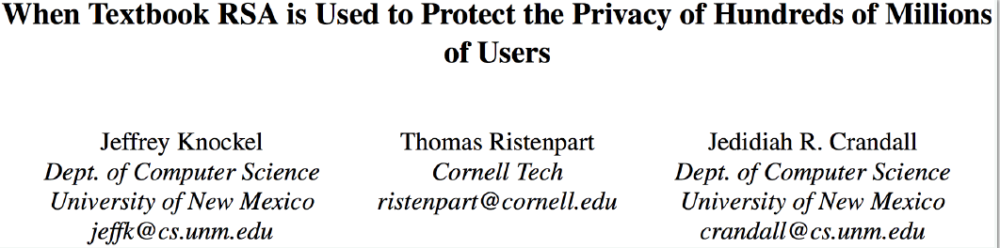 When Textbook RSA is Used to Protect the Privacy of Hundreds of Millions
of Users
Jeffrey Knockel
Dept. of Computer Science
University of New Mexico
jeffk@cs.unm.edu
Thomas Ristenpart
Cornell Tech
ristenpart@cornell.edu
Jedidiah R. Crandall
Dept. of Computer Science
University of New Mexico
crandall@cs.unm.edu